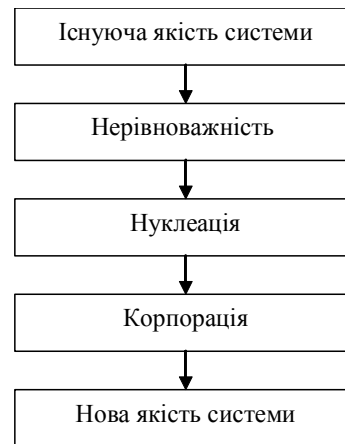 Існуюча якість системи
Нерівноважність
Нуклеація
Корпорація
Нова якість системи